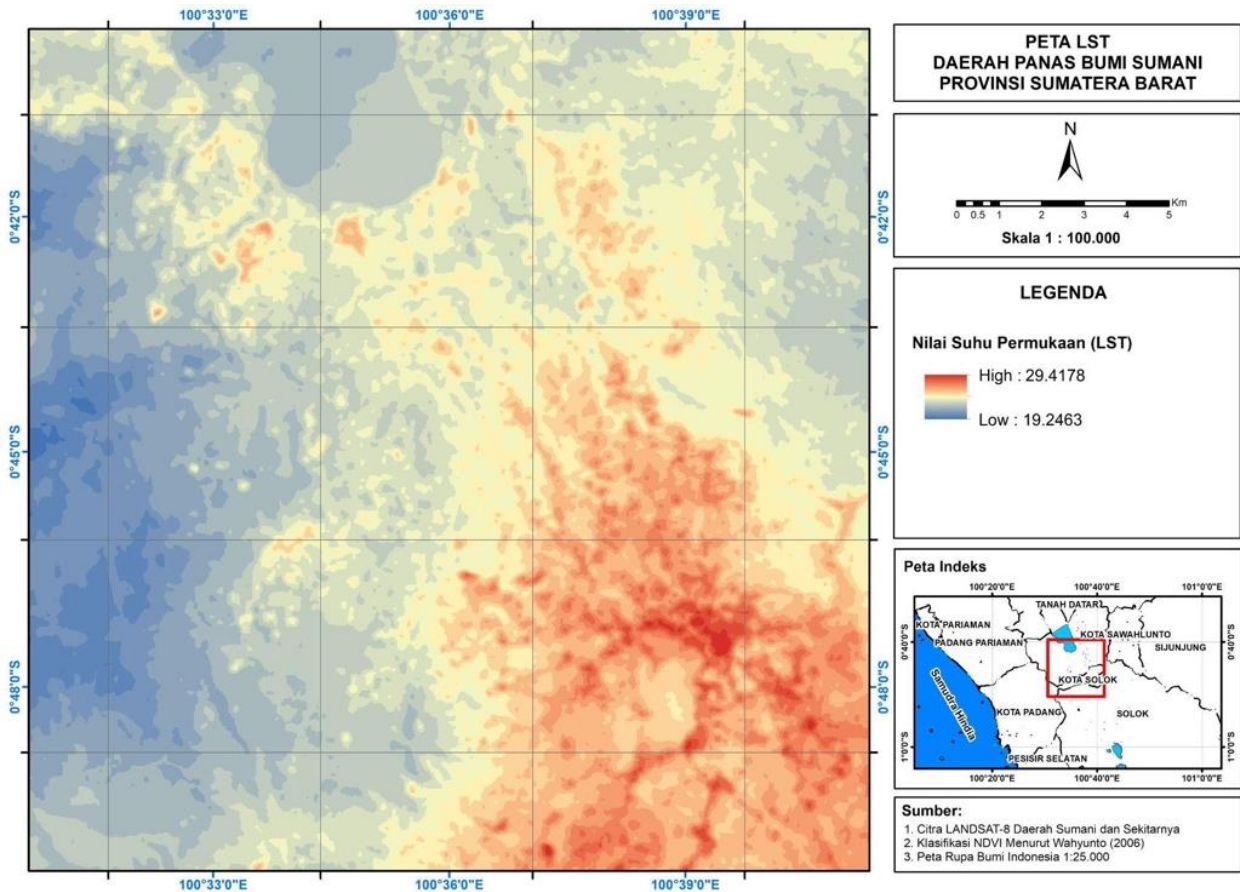 100°33'0"E 100°36'0"E 100°39'0"E
0°42'0"S 0°42'0"S
0°45'0"S 0°45'0"S
0°48'0"S 0°48'0"S
100°33'0"E 100°36'0"E 100°39'0"E
PETA LST
DAERAH PANAS BUMI SUMANI
PROVINSI SUMATERA BARAT
N
0 0.5 1 2 3 4 5 Km
Skala 1 : 100.000
LEGENDA
Nilai Suhu Permukaan (LST)
High : 29.4178
Low : 19.2463
Peta Indeks
100°20'0"E 100°40'0"E 101°0'0"E
TANAH DATAR
KOTA PARIAMAN
KOTA SAWAHLUNTO
PADANG PARIAMAN
SIJUNJUNG
0°40'0"S 0°40'0"S
KOTA SOLOK
Samudra Hindia
KOTA PADANG
SOLOK
1°0'0"S 1°0'0"S
PESISIR SELATAN
100°20'0"E 100°40'0"E 101°0'0"E
Sumber:
1. Citra LANDSAT-8 Daerah Sumani dan Sekitarnya
2. Klasifikasi NDVI Menurut Wahyunto (2006)
3. Peta Rupa Bumi Indonesia 1:25.000